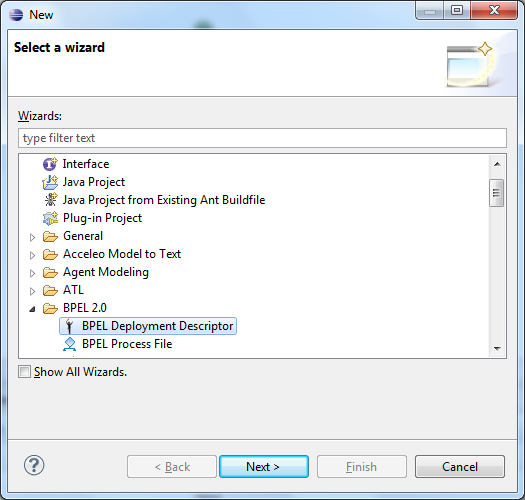 New
Select a wizard
Wizards:
type filter text
Interface
Java Project
Java Project from Existing Ant Buildfile
Plug-in Project
General
Acceleo Model to Text
Agent Modeling
ATL
BPEL 2.0
BPEL Deployment Descriptor
BPEL Process File
Show All Wizards.
? < Back Next > Finish Cancel